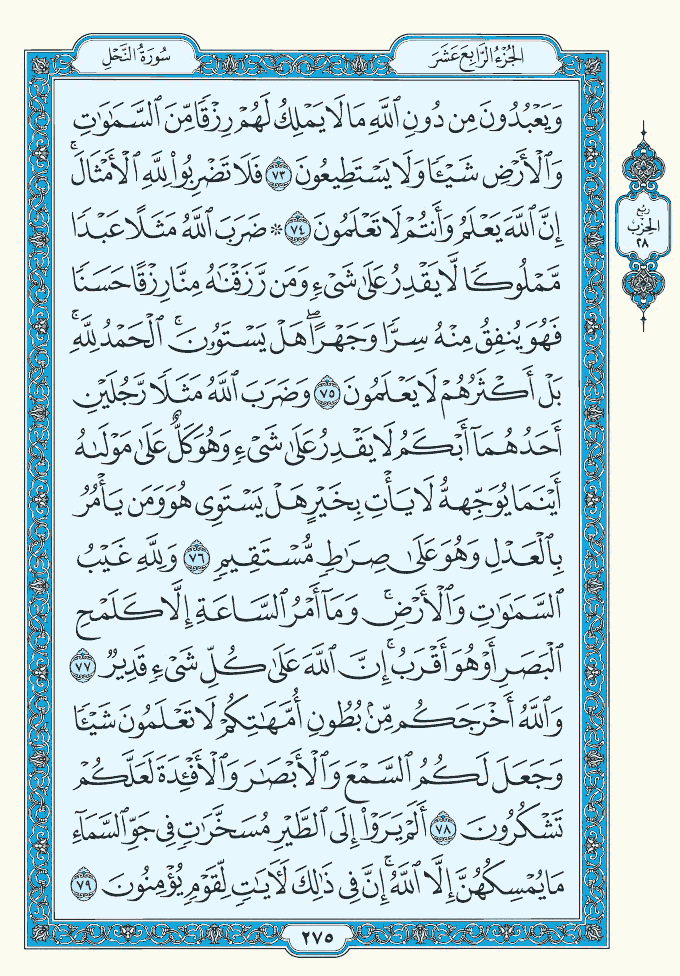 سُورَةُ النَّحْلِ
الجُزْءُ الرَّابِعَ عَشَرَ
وَيَعْبُدُونَ مِن دُونِ ٱللَّهِ مَا لَا يَمْلِكُ لَهُمْ رِزْقًا مِّنَ ٱلسَّمَٰوَٰتِ
وَٱلْأَرْضِ شَيْـًٔا وَلَا يَسْتَطِيعُونَ ٧٣ فَلَا تَضْرِبُوا۟ لِلَّهِ ٱلْأَمْثَالَ ۚ
إِنَّ ٱللَّهَ يَعْلَمُ وَأَنتُمْ لَا تَعْلَمُونَ ٧٤ ۞ ضَرَبَ ٱللَّهُ مَثَلًا عَبْدًا
مَّمْلُوكًا لَّا يَقْدِرُ عَلَىٰ شَىْءٍ وَمَن رَّزَقْنَٰهُ مِنَّا رِزْقًا حَسَنًا
فَهُوَ يُنفِقُ مِنْهُ سِرًّا وَجَهْرًا ۖ هَلْ يَسْتَوُۥنَ ۚ ٱلْحَمْدُ لِلَّهِ ۚ
بَلْ أَكْثَرُهُمْ لَا يَعْلَمُونَ ٧٥ وَضَرَبَ ٱللَّهُ مَثَلًا رَّجُلَيْنِ
أَحَدُهُمَآ أَبْكَمُ لَا يَقْدِرُ عَلَىٰ شَىْءٍ وَهُوَ كَلٌّ عَلَىٰ مَوْلَىٰهُ
أَيْنَمَا يُوَجِّههُّ لَا يَأْتِ بِخَيْرٍ هَلْ يَسْتَوِى هُوَ وَمَن يَأْمُرُ
بِٱلْعَدْلِ وَهُوَ عَلَىٰ صِرَٰطٍ مُّسْتَقِيمٍ ٧٦ وَلِلَّهِ غَيْبُ
ٱلسَّمَٰوَٰتِ وَٱلْأَرْضِ ۚ وَمَآ أَمْرُ ٱلسَّاعَةِ إِلَّا كَلَمْحِ
ٱلْبَصَرِ أَوْ هُوَ أَقْرَبُ ۚ إِنَّ ٱللَّهَ عَلَىٰ كُلِّ شَىْءٍ قَدِيرٌ ٧٧
وَٱللَّهُ أَخْرَجَكُم مِّنۢ بُطُونِ أُمَّهَٰتِكُمْ لَا تَعْلَمُونَ شَيْـًٔا
وَجَعَلَ لَكُمُ ٱلسَّمْعَ وَٱلْأَبْصَٰرَ وَٱلْأَفْـِٔدَةَ لَعَلَّكُمْ
تَشْكُرُونَ ٧٨ أَلَمْ يَرَوْا۟ إِلَى ٱلطَّيْرِ مُسَخَّرَٰتٍ فِى جَوِّ ٱلسَّمَآءِ
مَا يُمْسِكُهُنَّ إِلَّا ٱللَّهُ ۗ إِنَّ فِى ذَٰلِكَ لَءَايَٰتٍ لِّقَوْمٍ يُؤْمِنُونَ ٧٩
ربع
الحزب
٢٨
٢٧٥